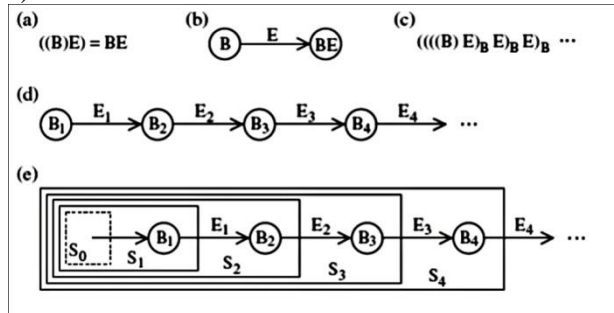 (a)
((B)E) = BE
(b)
B E BE
(c)
((((B) E)B E)B E)B ...
(d)
B1 E1 B2 E2 B3 E3 B4 E4 ...
(e)
S0 S1 B1 E1 S2 B2 E2 S3 B3 E3 S4 B4 E4 ...